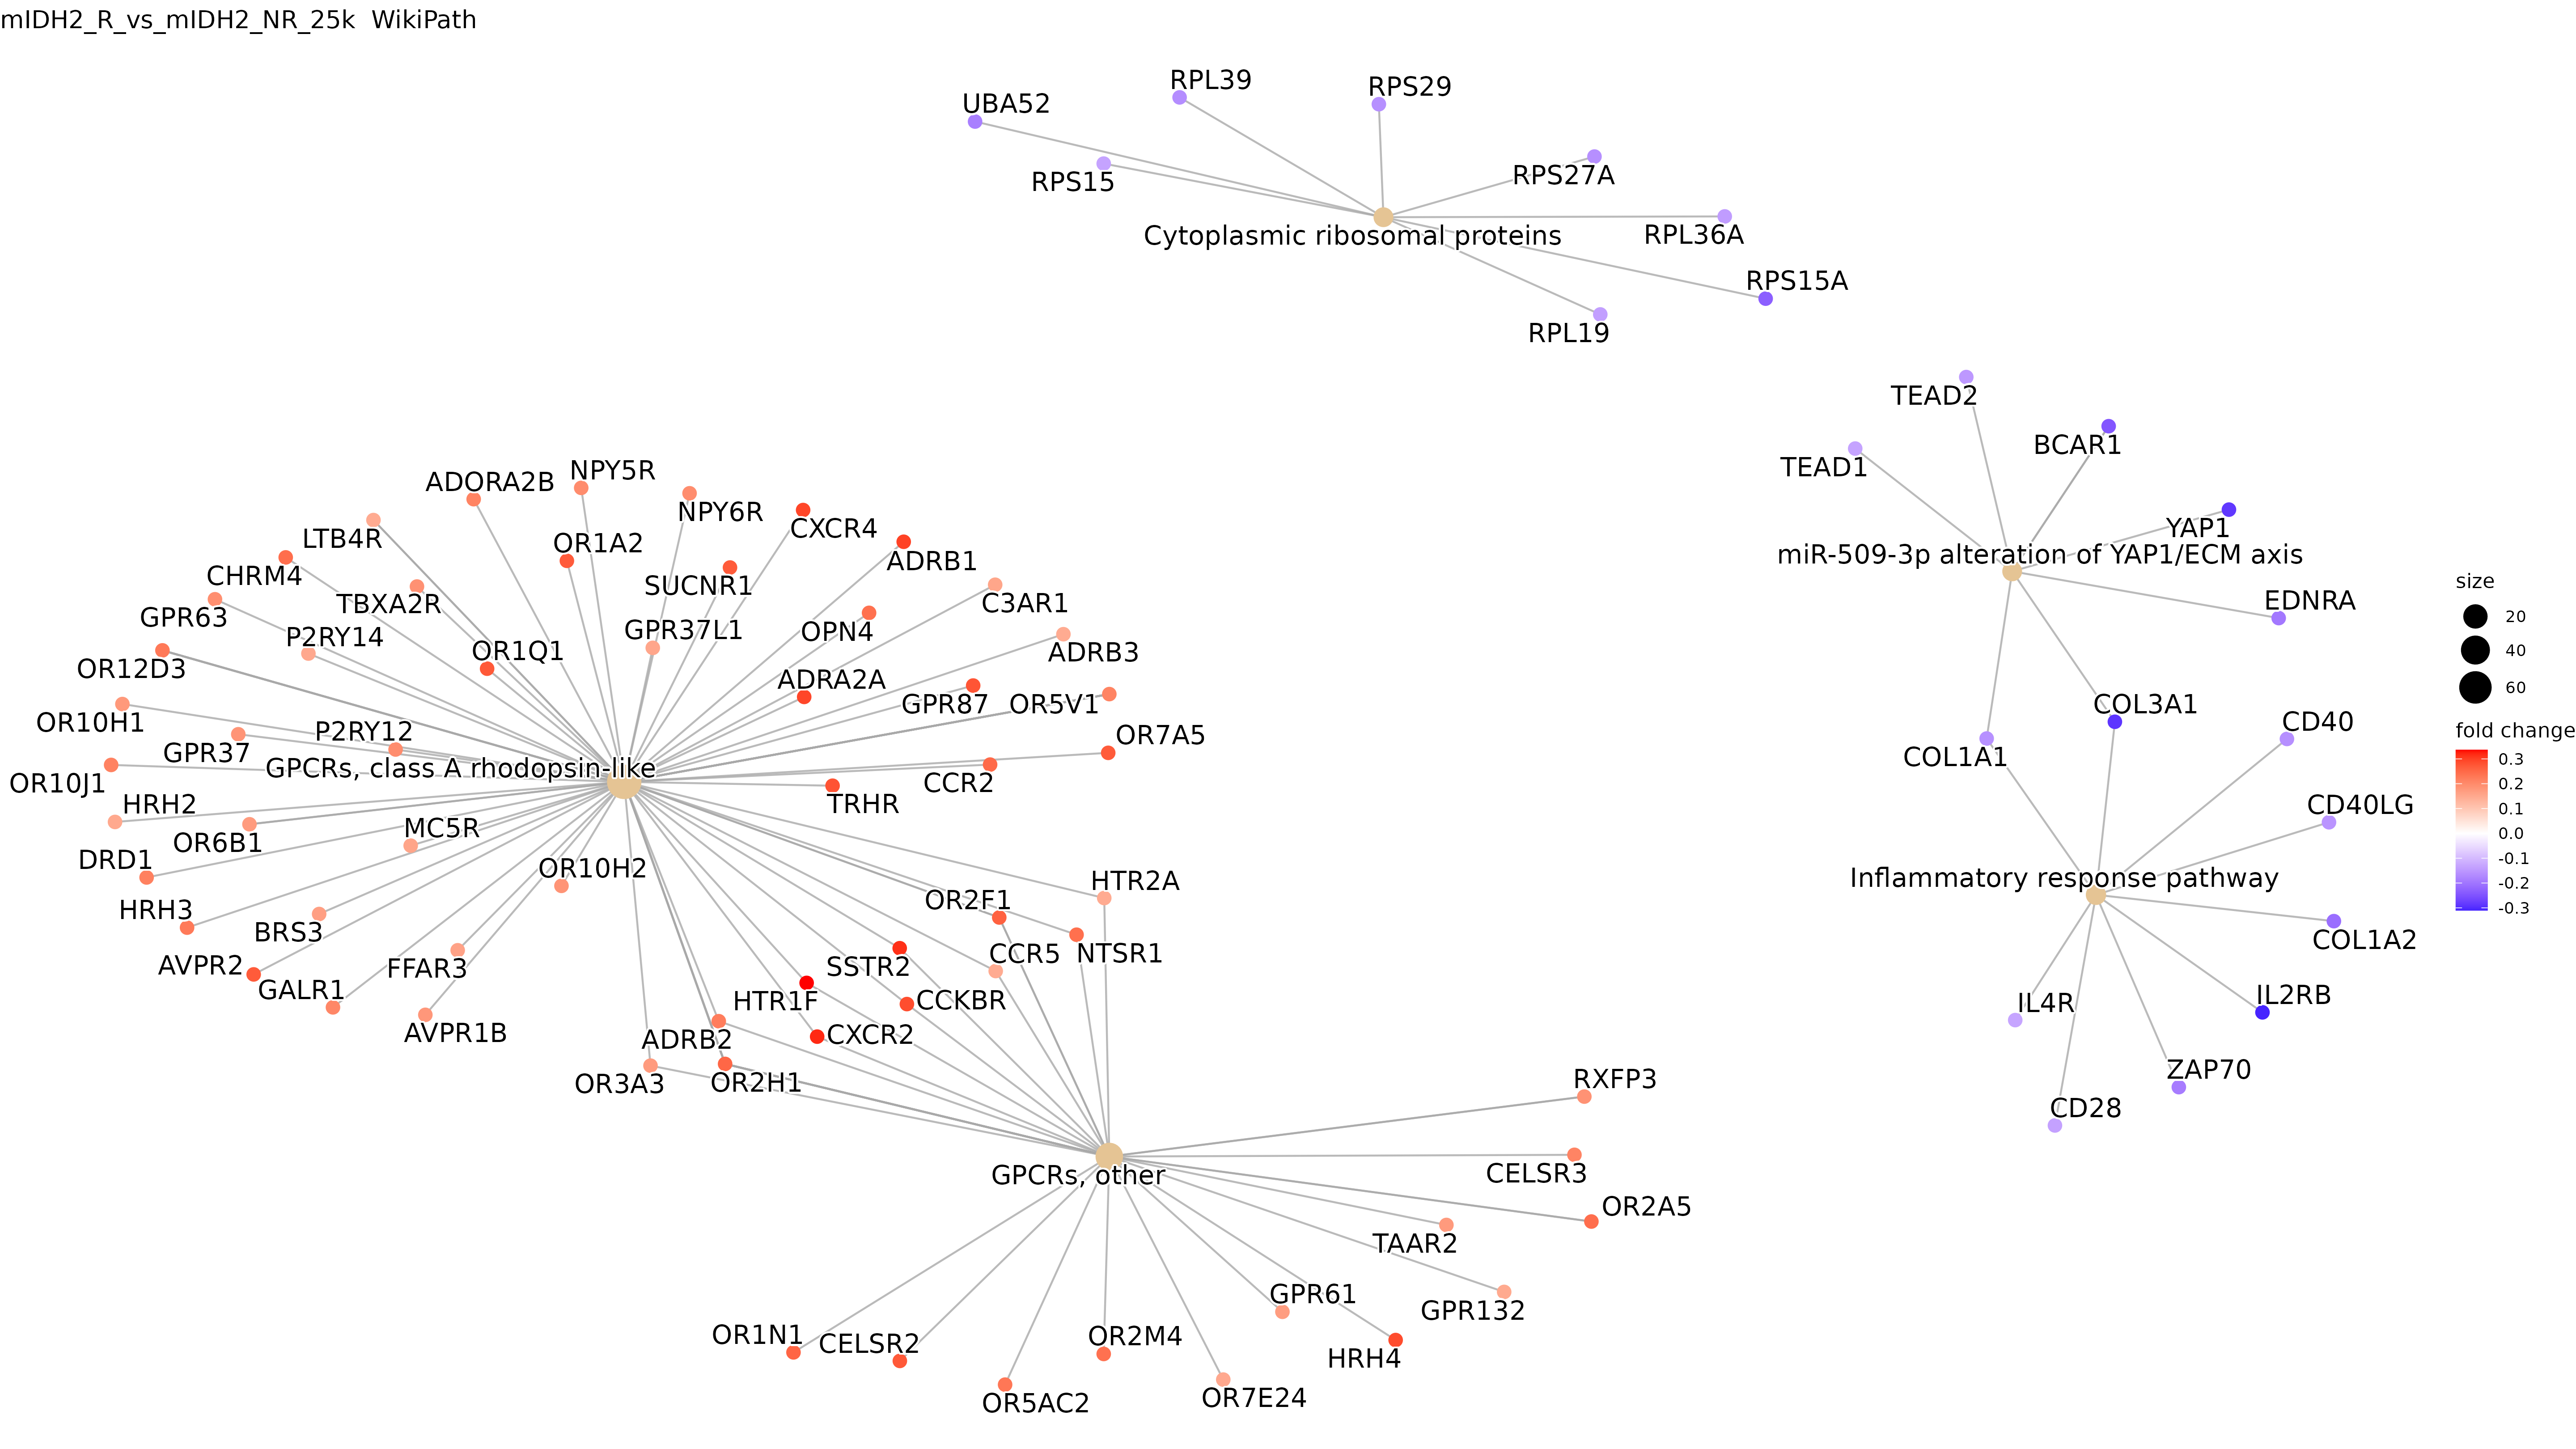 mIDH2_R_vs_mIDH2_NR_25k WikiPath
RPL39
RPS29
UBA52
RPS15
RPS27A
Cytoplasmic ribosomal proteins
RPL36A
RPS15A
RPL19
TEAD2
BCAR1
TEAD1
YAP1
miR-509-3p alteration of YAP1/ECM axis
EDNRA
COL3A1
COL1A1
CD40
CD40LG
Inflammatory response pathway
COL1A2
IL4R
IL2RB
ZAP70
CD28
NPY5R
ADORA2B
NPY6R
CXCR4
LTB4R
OR1A2
ADRB1
CHRM4
SUCNR1
TBXA2R
C3AR1
GPR63
P2RY14
GPR37L1
OPN4
OR1Q1
ADRB3
OR12D3
ADRA2A
GPR87
OR5V1
OR10H1
P2RY12
OR7A5
GPR37
GPCRs, class A rhodopsin-like
OR10J1
CCR2
HRH2
TRHR
OR6B1
MC5R
DRD1
OR10H2
HTR2A
OR2F1
HRH3
BRS3
CCR5
NTSR1
AVPR2
FFAR3
SSTR2
GALR1
HTR1F
CCKBR
AVPR1B
ADRB2
CXCR2
OR3A3
OR2H1
RXFP3
GPCRs, other
CELSR3
OR2A5
TAAR2
GPR61
GPR132
OR1N1
CELSR2
OR2M4
HRH4
OR5AC2
OR7E24
size
20
40
60
fold change
0.3
0.2
0.1
0.0
-0.1
-0.2
-0.3